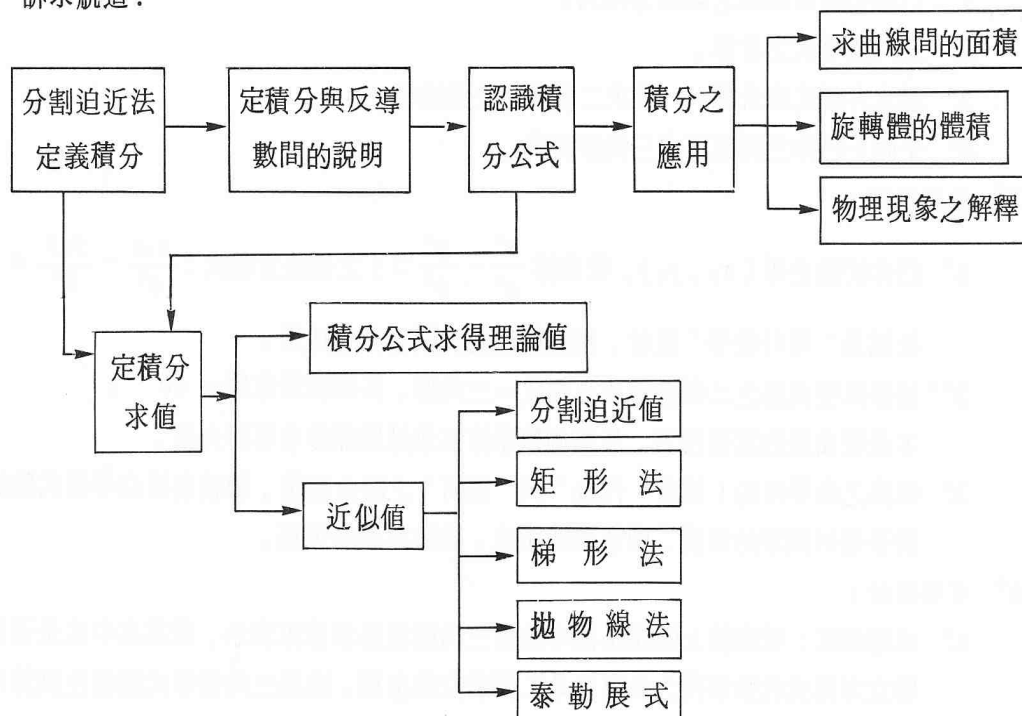 訴求航道：
求曲線間的面積
分割迫近法
定義積分
定積分與反導
數間的說明
認識積
分公式
積分之
應用
旋轉體的體積
物理現象之解釋
定積分
求值
積分公式求得理論值
分割迫近值
近似值
矩形法
梯形法
拋物線法
泰勒展式